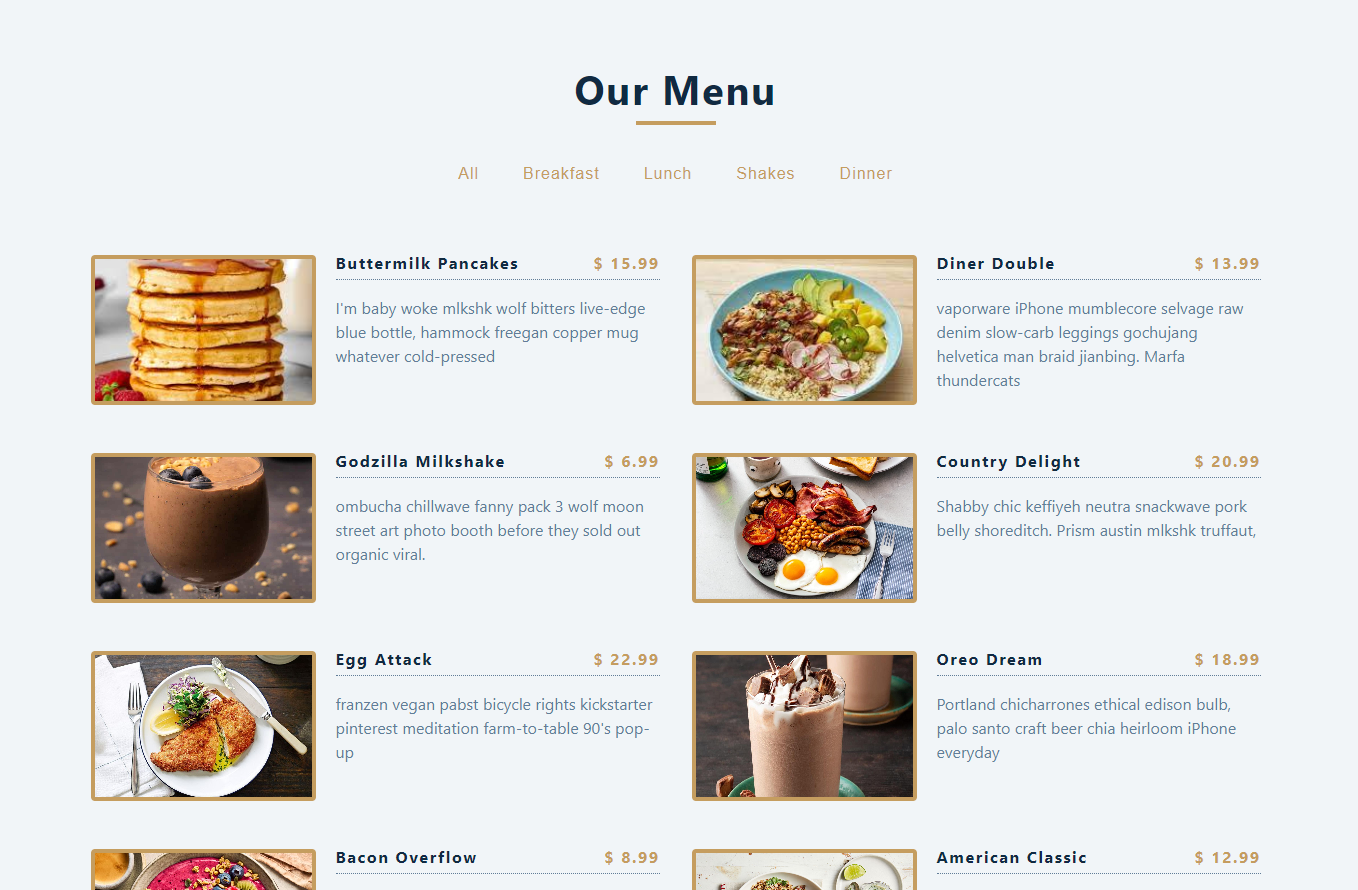 Our Menu
All Breakfast Lunch Shakes Dinner
Buttermilk Pancakes $ 15.99
I'm baby woke mlkshk wolf bitters live-edge
blue bottle, hammock freegan copper mug
whatever cold-pressed
Diner Double $ 13.99
vaporware iPhone mumblecore selvage raw
denim slow-carb leggings gochujang
helvetica man braid jianbing. Marfa
thundercats
Godzilla Milkshake $ 6.99
ombucha chillwave fanny pack 3 wolf moon
street art photo booth before they sold out
organic viral.
Country Delight $ 20.99
Shabby chic keffiyeh neutra snackwave pork
belly shoreditch. Prism austin mlkshk truffaut,
Egg Attack $ 22.99
franzen vegan pabst bicycle rights kickstarter
pinterest meditation farm-to-table 90's pop-
up
Oreo Dream $ 18.99
Portland chicharrones ethical edison bulb,
palo santo craft beer chia heirloom iPhone
everyday
Bacon Overflow $ 8.99
American Classic $ 12.99